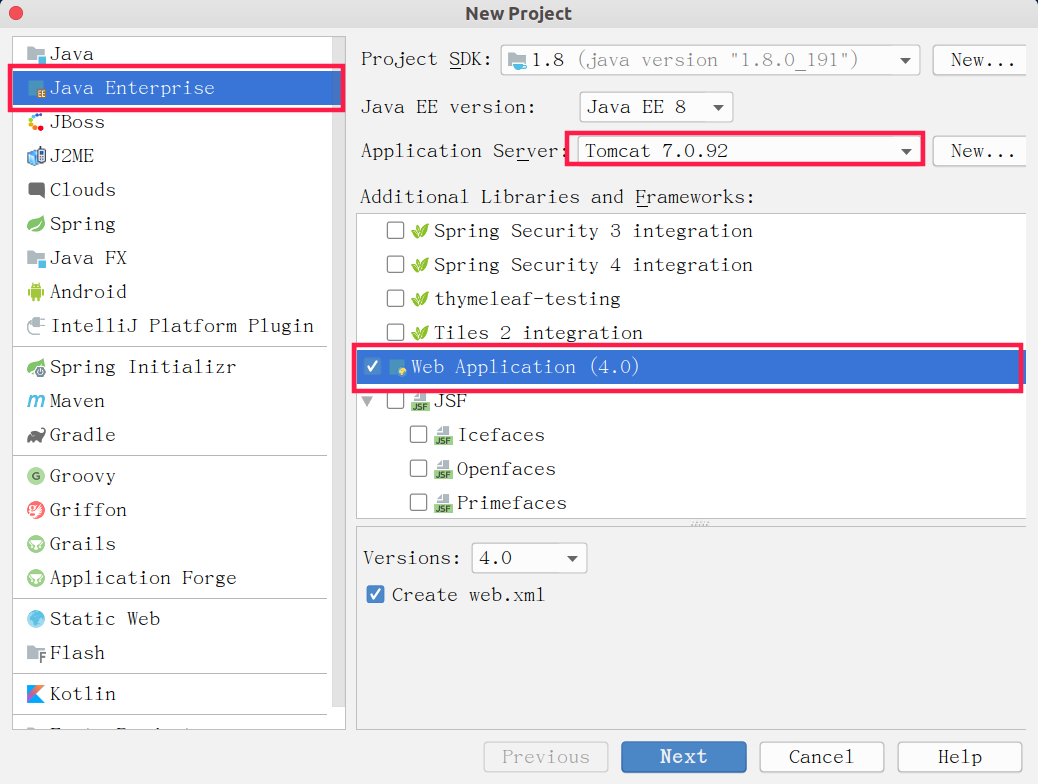 New Project
Java
Java Enterprise
JBoss
J2ME
Clouds
Spring
Java FX
Android
IntelliJ Platform Plugin
Spring Initializr
Maven
Gradle
Groovy
Griffon
Grails
Application Forge
Static Web
Flash
Kotlin
Project SDK: 1.8 (java version "1.8.0_191") New...
Java EE version: Java EE 8
Application Server: Tomcat 7.0.92 New...
Additional Libraries and Frameworks:
Spring Security 3 integration
Spring Security 4 integration
thymeleaf-testing
Tiles 2 integration
Web Application (4.0)
JSF
Icefaces
Openfaces
Primefaces
Versions: 4.0
Create web.xml
Previous Next Cancel Help